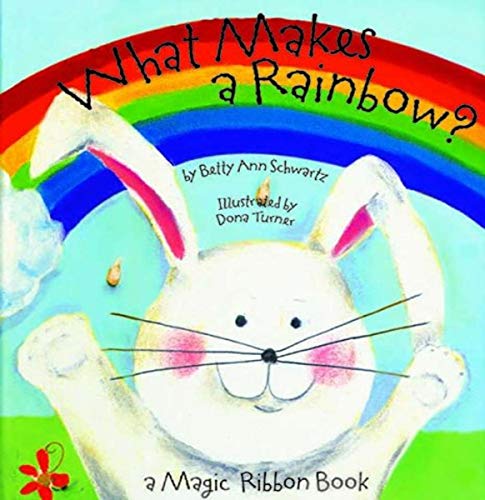 What Makes
a Rainbow?
by Betty Ann Schwartz
Illustrated by
Dona Turner
a Magic Ribbon Book